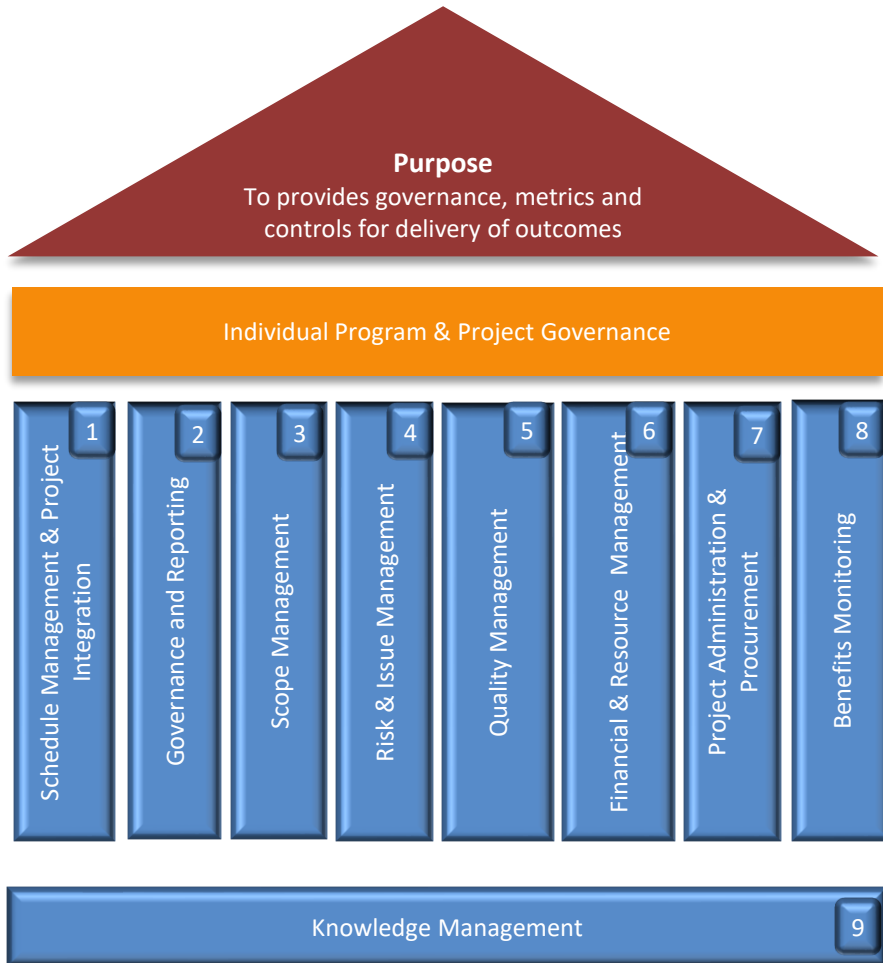 Purpose
To provides governance, metrics and
controls for delivery of outcomes
Individual Program & Project Governance
1
Schedule Management & Project
Integration
2
Governance and Reporting
3
Scope Management
4
Risk & Issue Management
5
Quality Management
6
Financial & Resource Management
7
Project Administration &
Procurement
8
Benefits Monitoring
Knowledge Management
9